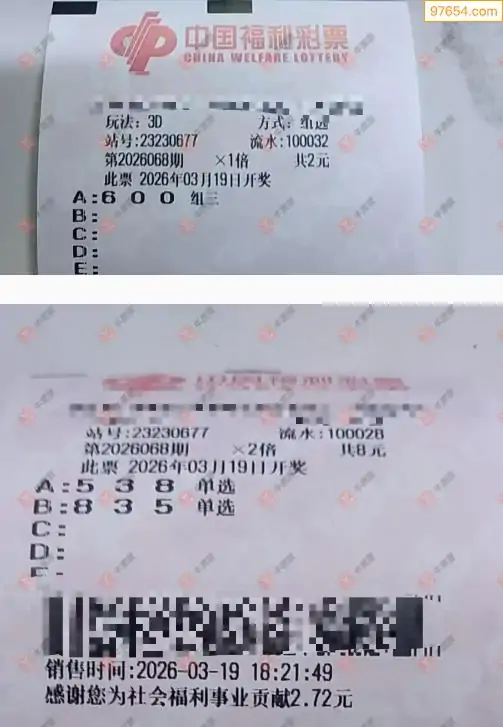 97654.com
中国福利彩票
CHINA WELFARE LOTTERY
玩法: 3D 方式: 组选
站号:23230677 流水:100032
第2026068期 ×1倍 共2元
此票 2026年03月19日开奖
A:6 0 0 组三
B:
C:
D:
E:
中国福利彩票
站号:23230677 流水:100028
第2026068期 ×2倍 共8元
此票 2026年03月19日开奖
A:5 3 8 单选
B:8 3 5 单选
C:
D:
销售时间:2026-03-19 18:21:49
感谢您为社会福利事业贡献2.72元